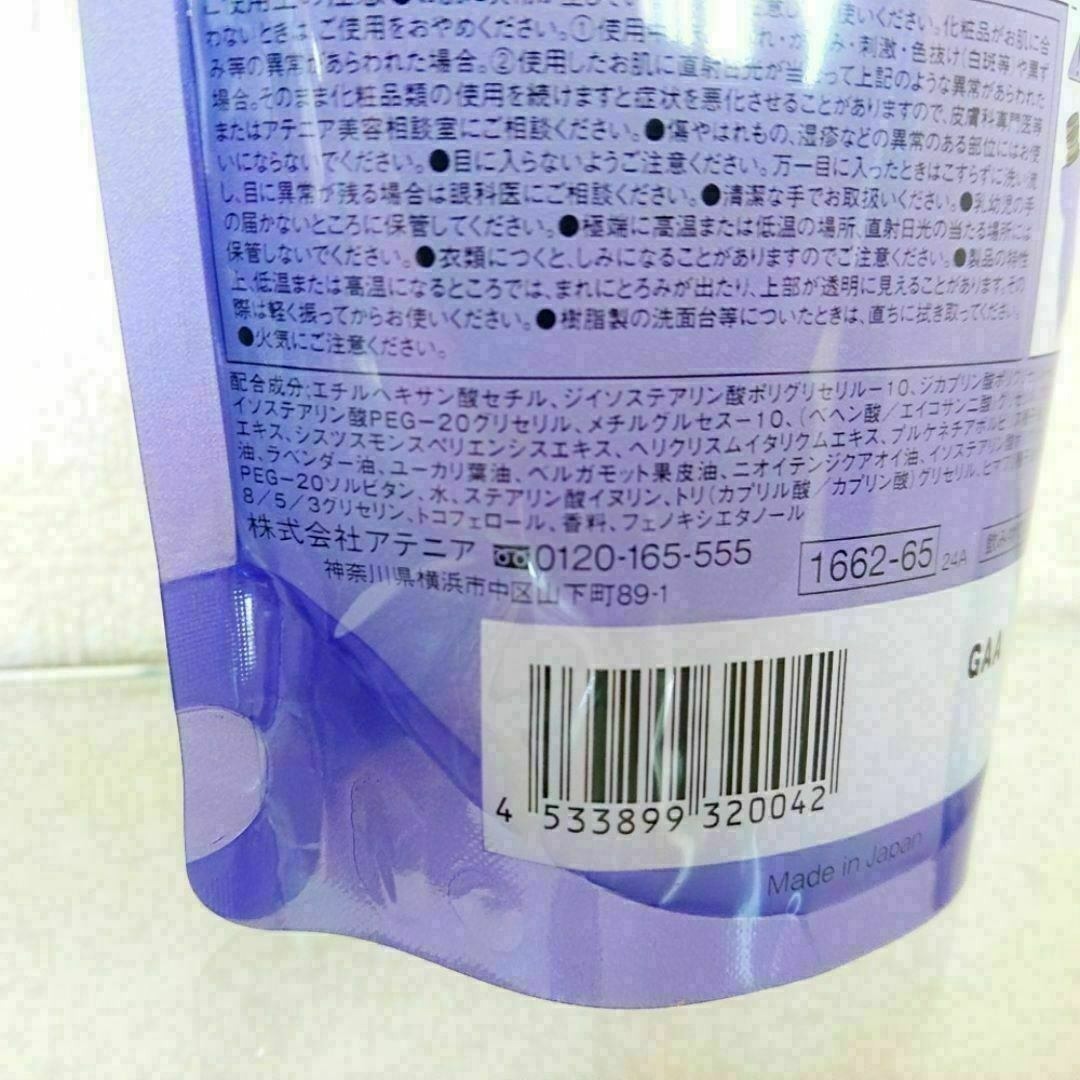 わないときは、ご使用をおやめください。①使用中 刺激・色抜け(白斑等)や黒ず
み等の異常があらわれた場合。②使用したお肌に直射日光が当たって上記のような異常があらわれた
場合。そのまま化粧品類の使用を続けますと症状を悪化させることがありますので、皮膚科専門医等
またはアテニア美容相談室にご相談ください。●傷やはれもの、湿疹などの異常のある部位にはお使
いにならないでください。●目に入らないようご注意ください。万一目に入ったときはこすらずに洗い流
し、目に異常が残る場合は眼科医にご相談ください。●清潔な手でお取扱いください。●乳幼児の手
の届かないところに保管してください。●極端に高温または低温の場所、直射日光の当たる場所には
保管しないでください。●衣類につくと、しみになることがありますのでご注意ください。●製品の特性
上、低温または高温になるところでは、まれにとろみが出たり、上部が透明に見えることがあります。その
際は軽く振ってからお使いください。●樹脂製の洗面台等についたときは、直ちに拭き取ってください。
●火気にご注意ください。
配合成分:エチルヘキサン酸セチル、ジイソステアリン酸ポリグリセリル-10、ジカプリン酸
イソステアリン酸PEG-20グリセリル、メチルグルセス-10、(ベヘン酸/エイコサン二酸)
エキス、シスツスモンスペリエンシスエキス、ヘリクリスムイタリクムエキス、プルケネチアボルビリス
油、ラベンダー油、ユーカリ葉油、ベルガモット果皮油、ニオイテンジクアオイ油、イソステアリン酸
PEG-20ソルビタン、水、ステアリン酸イヌリン、トリ(カプリル酸/カプリン酸)グリセリル、ヒマワリ
8/5/3グリセリン、トコフェロール、香料、フェノキシエタノール
株式会社アテニア 0120-165-555
神奈川県横浜市中区山下町89-1
1662-65 24A
GAA
4 533899 320042
Made in Japan